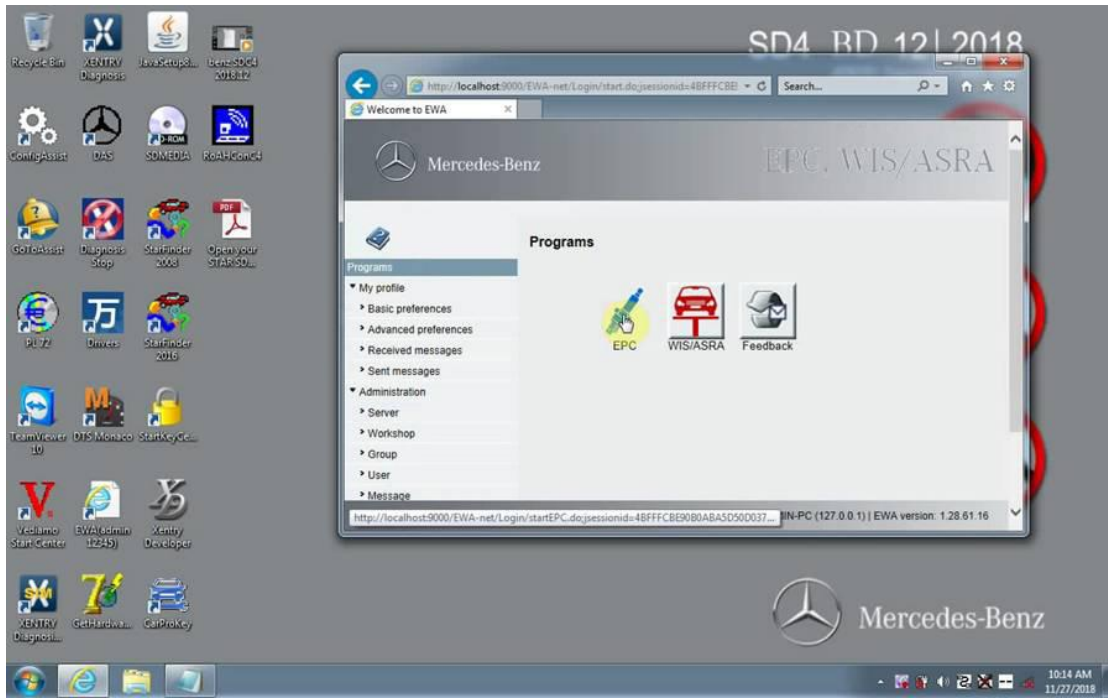 SD4 BD 12|2018
Recycle Bin
XENTRY
Diagnosis
JavaSetup8...
benz SDC4
2018.12
ConfigAssist
DAS
SDMEDIA
RoAHConC4
GoToAssist
Diagnosis
Stop
StarFinder
2008
Open your
STAR SD...
PL 72
Drivers
StarFinder
2016
TeamViewer
10
DTS Monaco
StartKeyGe...
Vediamo
Start Center
EWA(admin
12345)
Xentry
Developer
XENTRY
Diagnosi...
GetHardwa...
CarProKey
http://localhost:9000/EWA-net/Login/start.do;jsessionid=4BFFFCBE
Search...
Welcome to EWA
Mercedes-Benz
EPC, WIS/ASRA
Programs
My profile
Basic preferences
Advanced preferences
Received messages
Sent messages
Administration
Server
Workshop
Group
User
Message
Programs
EPC
WIS/ASRA
Feedback
http://localhost:9000/EWA-net/Login/startEPC.do;jsessionid=4BFFFCBE90B0ABA5D50D037...
IIN-PC (127.0.0.1) | EWA version: 1.28.61.16
Mercedes-Benz
10:14 AM
11/27/2018